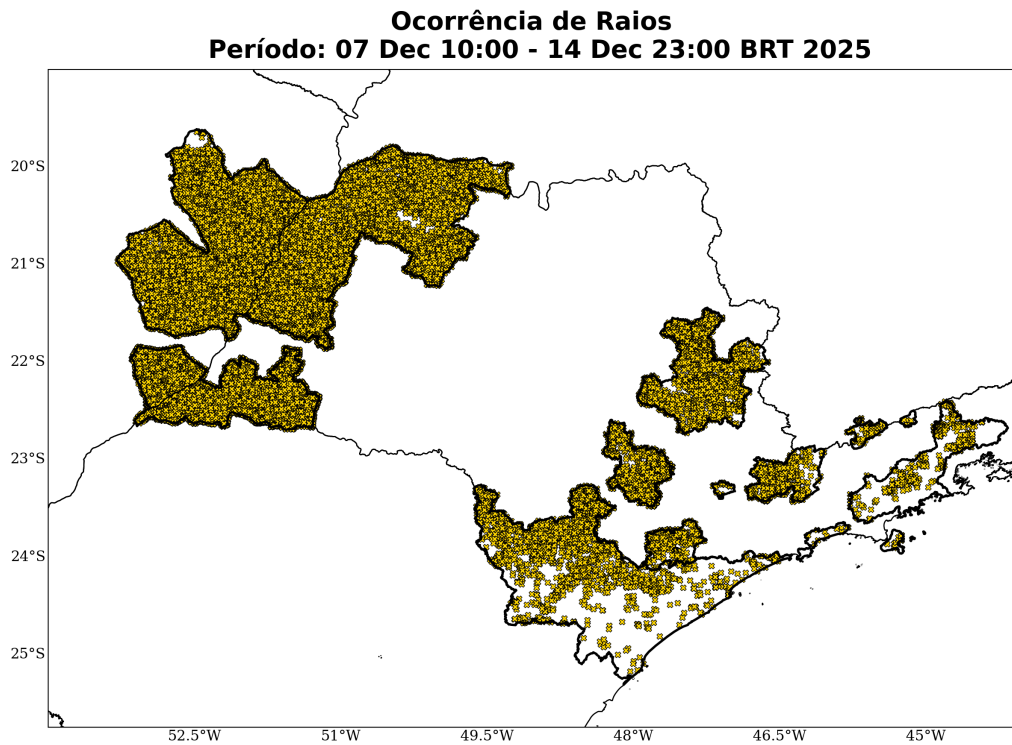 Ocorrência de Raios
Período: 07 Dec 10:00 - 14 Dec 23:00 BRT 2025
20°S
21°S
22°S
23°S
24°S
25°S
52.5°W 51°W 49.5°W 48°W 46.5°W 45°W